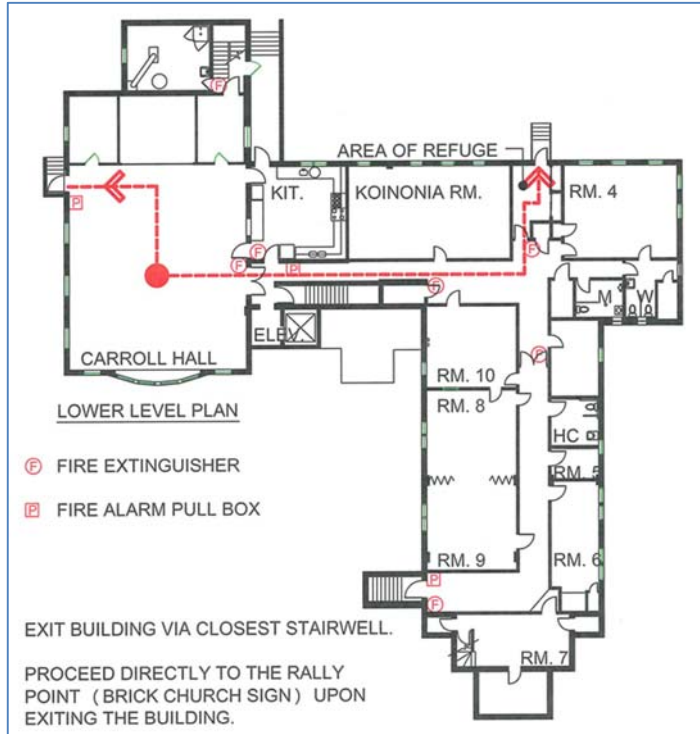 AREA OF REFUGE
KIT.
KOINONIA RM.
RM. 4
M
W
ELEV.
CARROLL HALL
RM. 10
LOWER LEVEL PLAN
RM. 8
HC
F FIRE EXTINGUISHER
RM. 5
P FIRE ALARM PULL BOX
RM. 9
RM. 6
EXIT BUILDING VIA CLOSEST STAIRWELL.
RM. 7
PROCEED DIRECTLY TO THE RALLY
POINT ( BRICK CHURCH SIGN ) UPON
EXITING THE BUILDING.
F
F
F
F
F
F
F
P
P
P